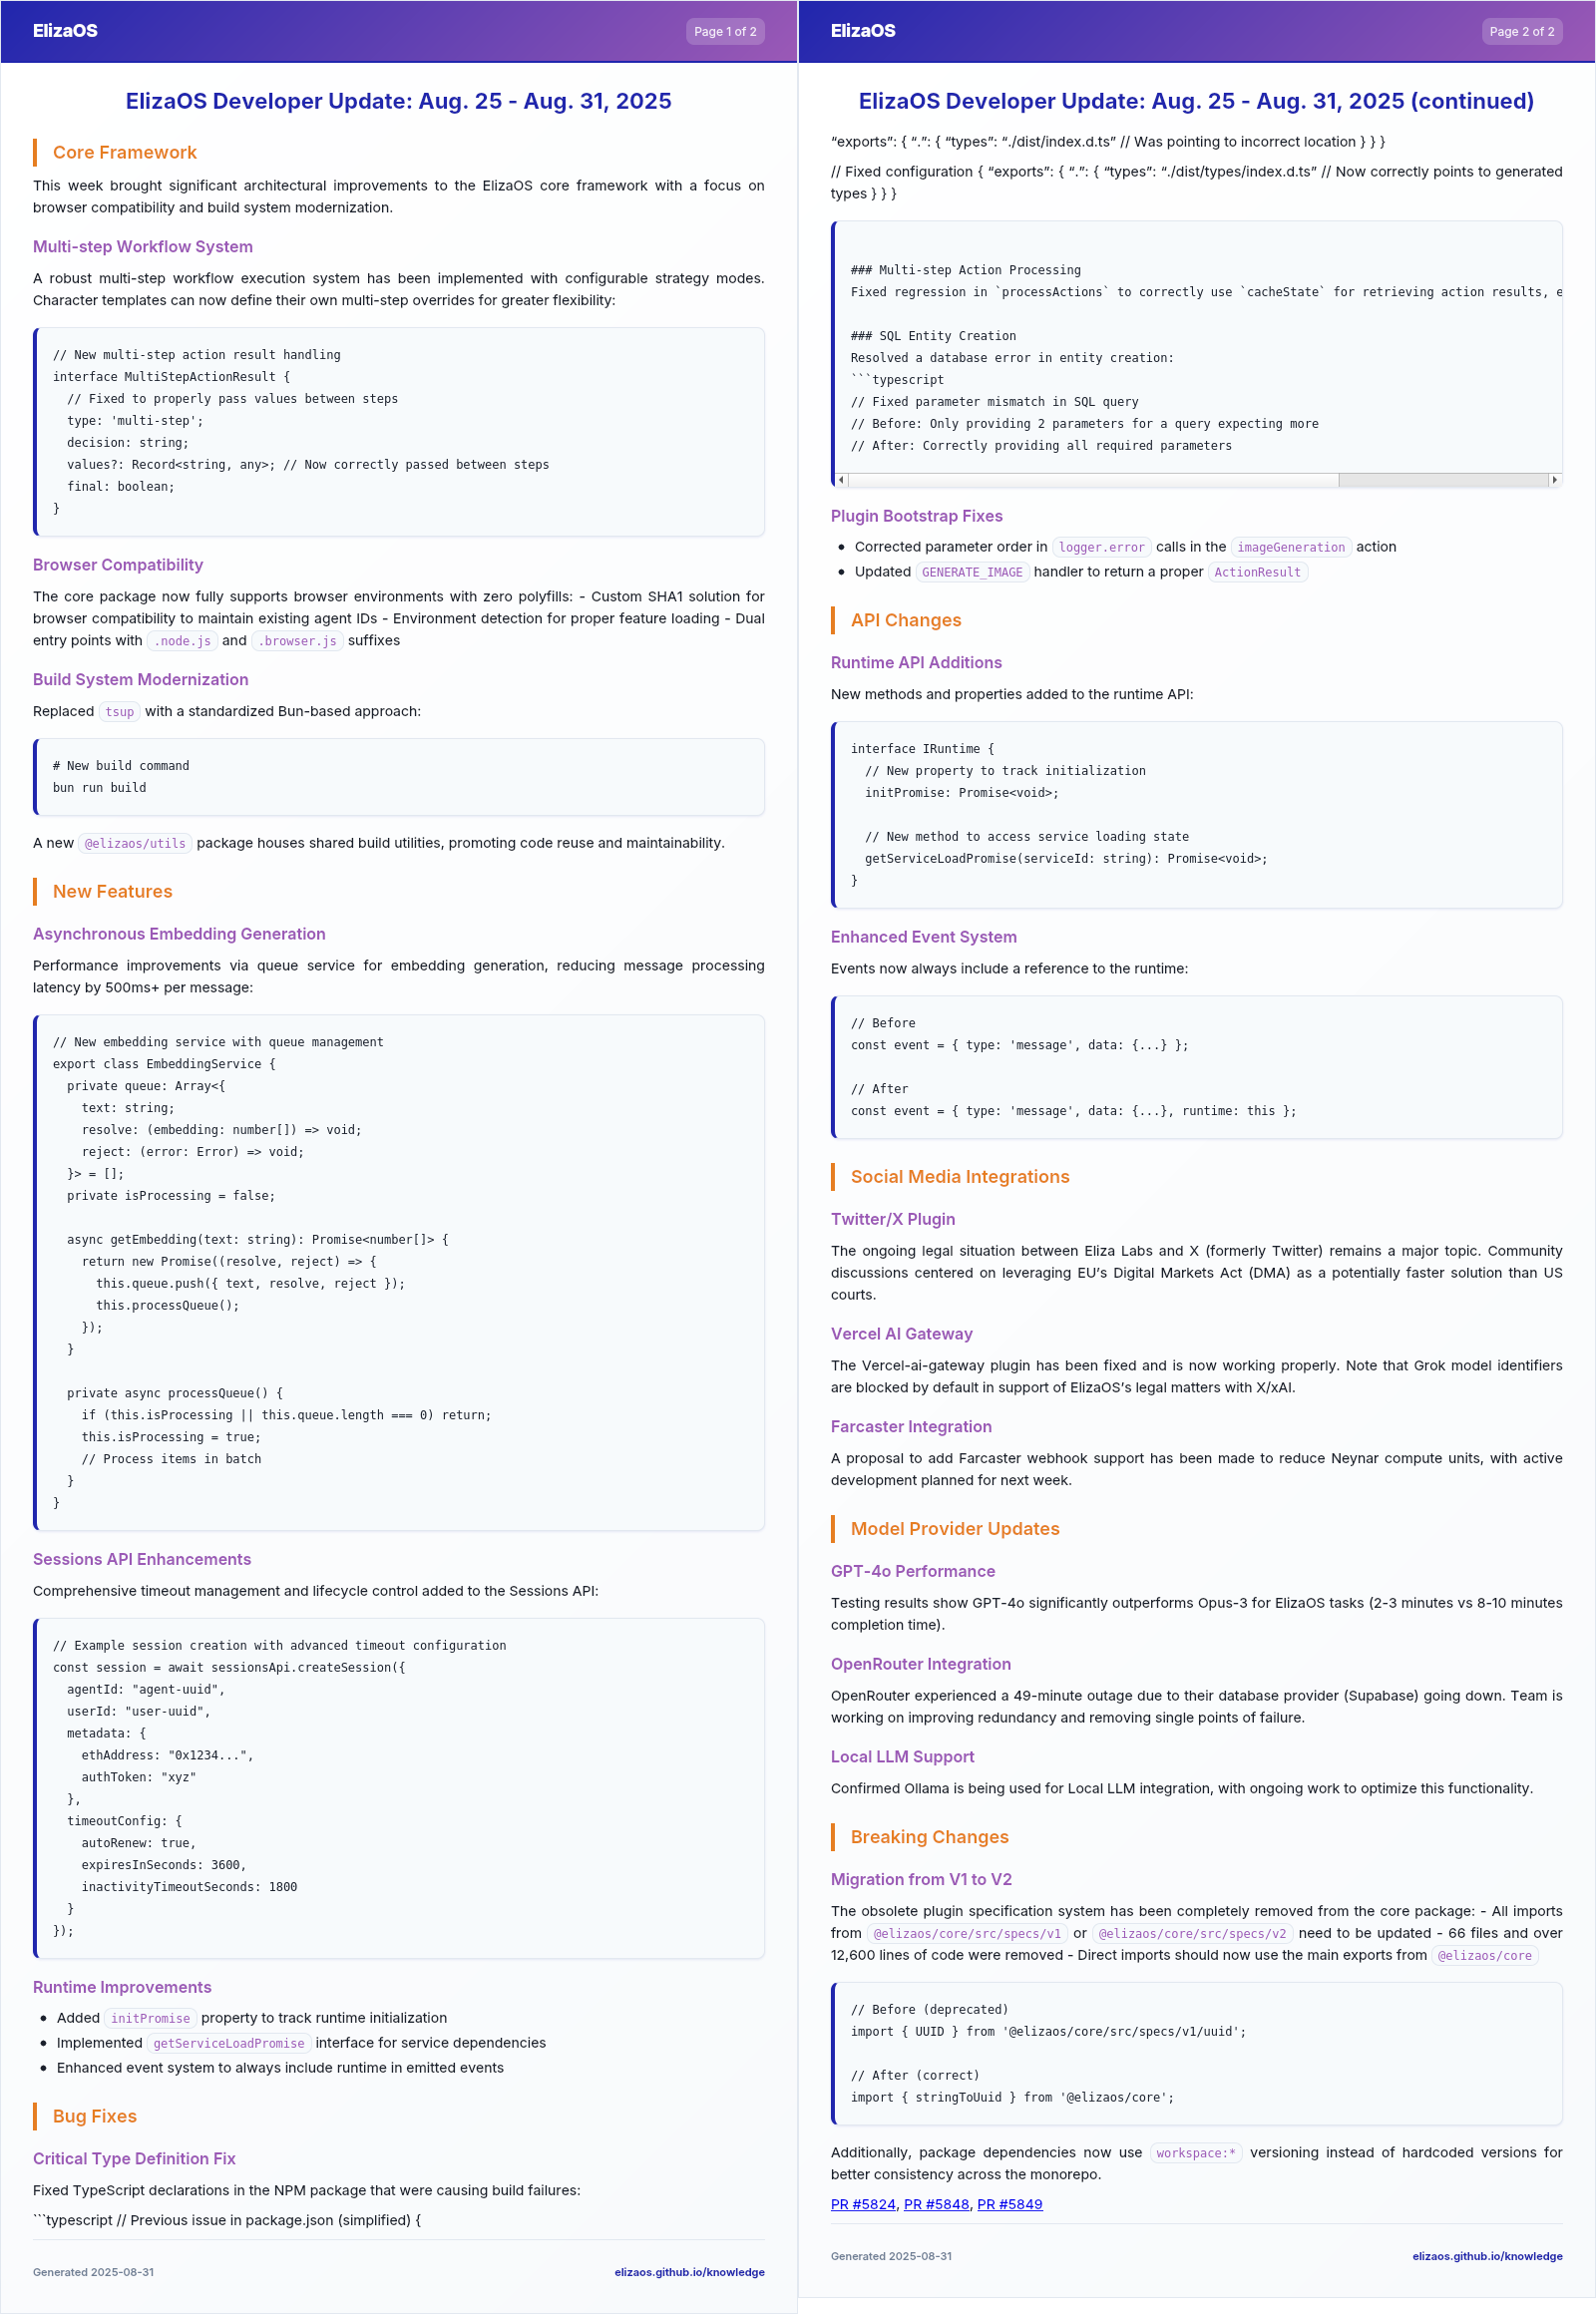 ElizaOS
Page 1 of 2
ElizaOS Developer Update: Aug. 25 - Aug. 31, 2025
Core Framework
This week brought significant architectural improvements to the ElizaOS core framework with a focus on
browser compatibility and build system modernization.
Multi-step Workflow System
A robust multi-step workflow execution system has been implemented with configurable strategy modes.
Character templates can now define their own multi-step overrides for greater flexibility:
// New multi-step action result handling
interface MultiStepActionResult {
  // Fixed to properly pass values between steps
  type: 'multi-step';
  decision: string;
  values?: Record<string, any>; // Now correctly passed between steps
  final: boolean;
}
Browser Compatibility
The core package now fully supports browser environments with zero polyfills: - Custom SHA1 solution for
browser compatibility to maintain existing agent IDs - Environment detection for proper feature loading - Dual
entry points with .node.js and .browser.js suffixes
Build System Modernization
Replaced tsup with a standardized Bun-based approach:
# New build command
bun run build
A new @elizaos/utils package houses shared build utilities, promoting code reuse and maintainability.
New Features
Asynchronous Embedding Generation
Performance improvements via queue service for embedding generation, reducing message processing
latency by 500ms+ per message:
// New embedding service with queue management
export class EmbeddingService {
  private queue: Array<{
    text: string;
    resolve: (embedding: number[]) => void;
    reject: (error: Error) => void;
  }> = [];
  private isProcessing = false;
  async getEmbedding(text: string): Promise<number[]> {
    return new Promise((resolve, reject) => {
      this.queue.push({ text, resolve, reject });
      this.processQueue();
    });
  }
  private async processQueue() {
    if (this.isProcessing || this.queue.length === 0) return;
    this.isProcessing = true;
    // Process items in batch
  }
}
Sessions API Enhancements
Comprehensive timeout management and lifecycle control added to the Sessions API:
// Example session creation with advanced timeout configuration
const session = await sessionsApi.createSession({
  agentId: "agent-uuid",
  userId: "user-uuid",
  metadata: {
    ethAddress: "0x1234...",
    authToken: "xyz"
  },
  timeoutConfig: {
    autoRenew: true,
    expiresInSeconds: 3600,
    inactivityTimeoutSeconds: 1800
  }
});
Runtime Improvements
• Added initPromise property to track runtime initialization
• Implemented getServiceLoadPromise interface for service dependencies
• Enhanced event system to always include runtime in emitted events
Bug Fixes
Critical Type Definition Fix
Fixed TypeScript declarations in the NPM package that were causing build failures:
```typescript // Previous issue in package.json (simplified) {
Generated 2025-08-31
elizaos.github.io/knowledge
ElizaOS
Page 2 of 2
ElizaOS Developer Update: Aug. 25 - Aug. 31, 2025 (continued)
“exports”: { “.”: { “types”: “./dist/index.d.ts” // Was pointing to incorrect location } } }
// Fixed configuration { “exports”: { “.”: { “types”: “./dist/types/index.d.ts” // Now correctly points to generated
types } } }
### Multi-step Action Processing
Fixed regression in `processActions` to correctly use `cacheState` for retrieving action results, e
### SQL Entity Creation
Resolved a database error in entity creation:
```typescript
// Fixed parameter mismatch in SQL query
// Before: Only providing 2 parameters for a query expecting more
// After: Correctly providing all required parameters
Plugin Bootstrap Fixes
• Corrected parameter order in logger.error calls in the imageGeneration action
• Updated GENERATE_IMAGE handler to return a proper ActionResult
API Changes
Runtime API Additions
New methods and properties added to the runtime API:
interface IRuntime {
  // New property to track initialization
  initPromise: Promise<void>;
  // New method to access service loading state
  getServiceLoadPromise(serviceId: string): Promise<void>;
}
Enhanced Event System
Events now always include a reference to the runtime:
// Before
const event = { type: 'message', data: {...} };
// After
const event = { type: 'message', data: {...}, runtime: this };
Social Media Integrations
Twitter/X Plugin
The ongoing legal situation between Eliza Labs and X (formerly Twitter) remains a major topic. Community
discussions centered on leveraging EU’s Digital Markets Act (DMA) as a potentially faster solution than US
courts.
Vercel AI Gateway
The Vercel-ai-gateway plugin has been fixed and is now working properly. Note that Grok model identifiers
are blocked by default in support of ElizaOS’s legal matters with X/xAI.
Farcaster Integration
A proposal to add Farcaster webhook support has been made to reduce Neynar compute units, with active
development planned for next week.
Model Provider Updates
GPT-4o Performance
Testing results show GPT-4o significantly outperforms Opus-3 for ElizaOS tasks (2-3 minutes vs 8-10 minutes
completion time).
OpenRouter Integration
OpenRouter experienced a 49-minute outage due to their database provider (Supabase) going down. Team is
working on improving redundancy and removing single points of failure.
Local LLM Support
Confirmed Ollama is being used for Local LLM integration, with ongoing work to optimize this functionality.
Breaking Changes
Migration from V1 to V2
The obsolete plugin specification system has been completely removed from the core package: - All imports
from @elizaos/core/src/specs/v1 or @elizaos/core/src/specs/v2 need to be updated - 66 files and over
12,600 lines of code were removed - Direct imports should now use the main exports from @elizaos/core
// Before (deprecated)
import { UUID } from '@elizaos/core/src/specs/v1/uuid';
// After (correct)
import { stringToUuid } from '@elizaos/core';
Additionally, package dependencies now use workspace:* versioning instead of hardcoded versions for
better consistency across the monorepo.
PR #5824, PR #5848, PR #5849
Generated 2025-08-31
elizaos.github.io/knowledge